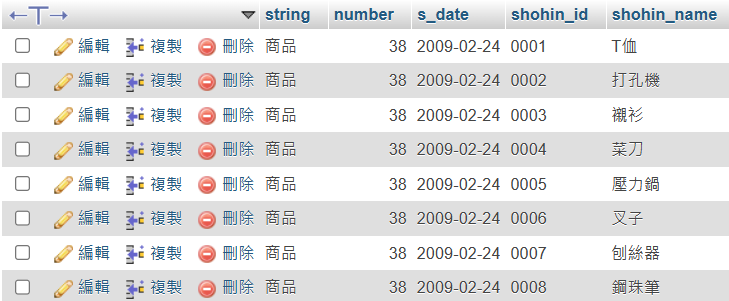 string number s_date shohin_id shohin_name
編輯 複製 刪除 商品 38 2009-02-24 0001 T恤
編輯 複製 刪除 商品 38 2009-02-24 0002 打孔機
編輯 複製 刪除 商品 38 2009-02-24 0003 襯衫
編輯 複製 刪除 商品 38 2009-02-24 0004 菜刀
編輯 複製 刪除 商品 38 2009-02-24 0005 壓力鍋
編輯 複製 刪除 商品 38 2009-02-24 0006 叉子
編輯 複製 刪除 商品 38 2009-02-24 0007 刨絲器
編輯 複製 刪除 商品 38 2009-02-24 0008 鋼珠筆